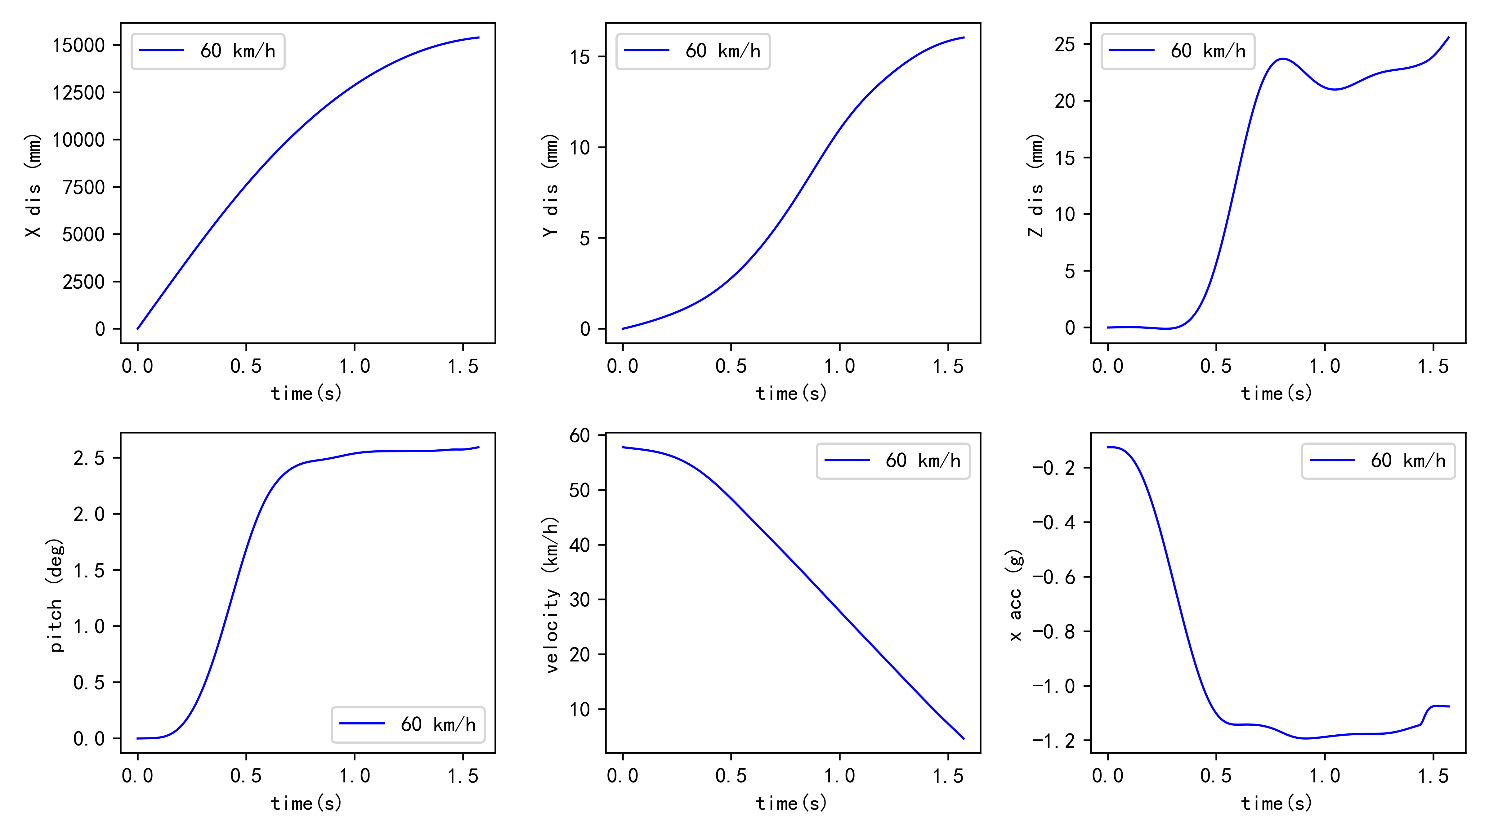 60 km/h
X dis (mm)
15000
12500
10000
7500
5000
2500
0
0.0 0.5 1.0 1.5
time(s)
60 km/h
Y dis (mm)
15
10
5
0
0.0 0.5 1.0 1.5
time(s)
60 km/h
Z dis (mm)
25
20
15
10
5
0
0.0 0.5 1.0 1.5
time(s)
pitch (deg)
2.5
2.0
1.5
1.0
0.5
0.0
60 km/h
0.0 0.5 1.0 1.5
time(s)
60 km/h
velocity (km/h)
60
50
40
30
20
10
0.0 0.5 1.0 1.5
time(s)
60 km/h
x acc (g)
−0.2
−0.4
−0.6
−0.8
−1.0
−1.2
0.0 0.5 1.0 1.5
time(s)